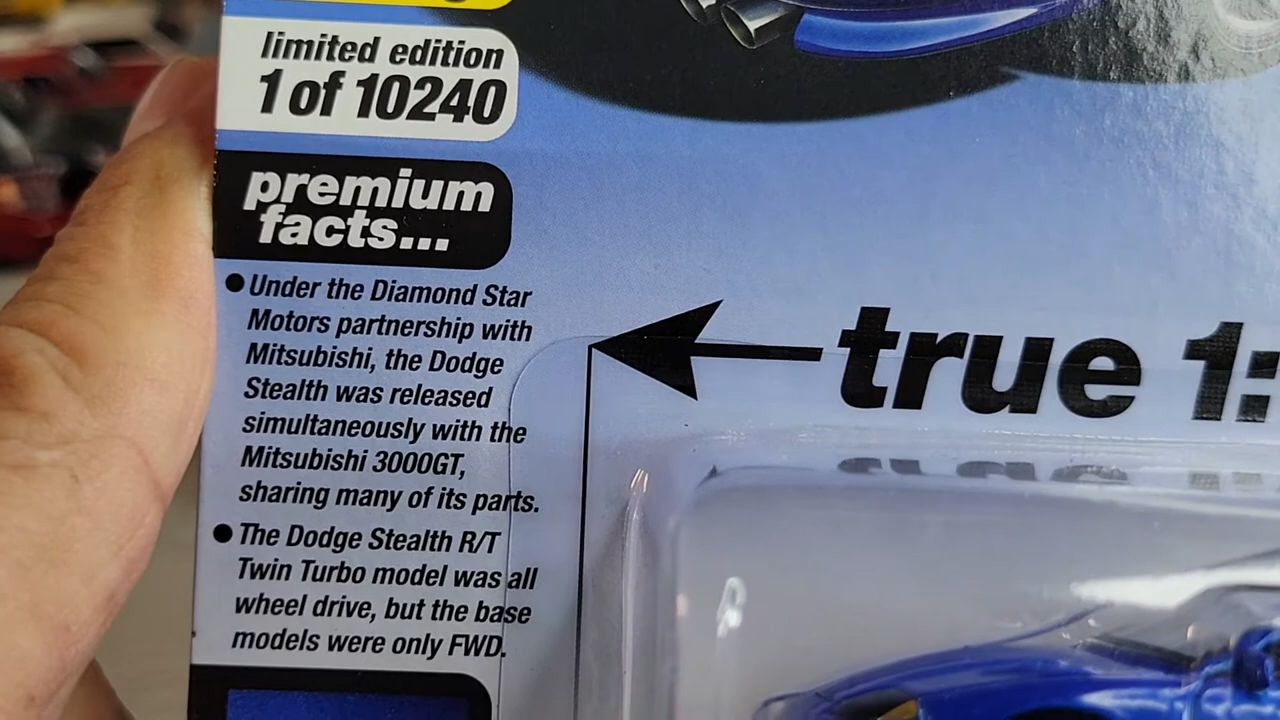 limited edition
1 of 10240
premium
facts...
● Under the Diamond Star
Motors partnership with
Mitsubishi, the Dodge
Stealth was released
simultaneously with the
Mitsubishi 3000GT,
sharing many of its parts.
● The Dodge Stealth R/T
Twin Turbo model was all
wheel drive, but the base
models were only FWD.
true 1: